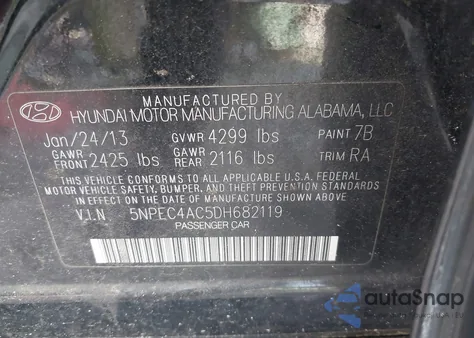 MANUFACTURED BY
HYUNDAI MOTOR MANUFACTURING ALABAMA, LLC
Jan/24/13 GVWR 4299 lbs PAINT 7B
GAWR FRONT 2425 lbs GAWR REAR 2116 lbs TRIM RA
THIS VEHICLE CONFORMS TO ALL APPLICABLE U.S.A. FEDERAL
MOTOR VEHICLE SAFETY, BUMPER, AND THEFT PREVENTION STANDARDS
IN EFFECT ON THE DATE OF MANUFACTURE SHOWN ABOVE.
V.I.N 5NPEC4AC5DH682119
PASSENGER CAR
autoSnap